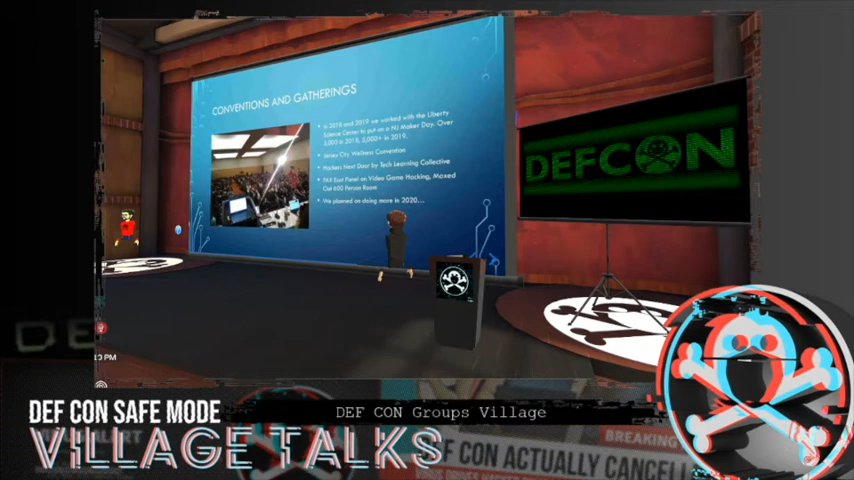 CONVENTIONS AND GATHERINGS
In 2018 and 2019 we worked with the Liberty
Science Center to put on a NJ Maker Day. Over
3,000 in 2018, 2,000+ in 2019.
Jersey City Wellness Convention
Hackers Next Door by Tech Learning Collective
PAX East Panel on Video Game Hacking, Maxed
Out 600 Person Room
We planned on doing more in 2020...
DEFCON
PM
DEF CON SAFE MODE
DEF CON Groups Village
VILLAGE TALKS
BREAKING
F CON ACTUALLY CANCELL